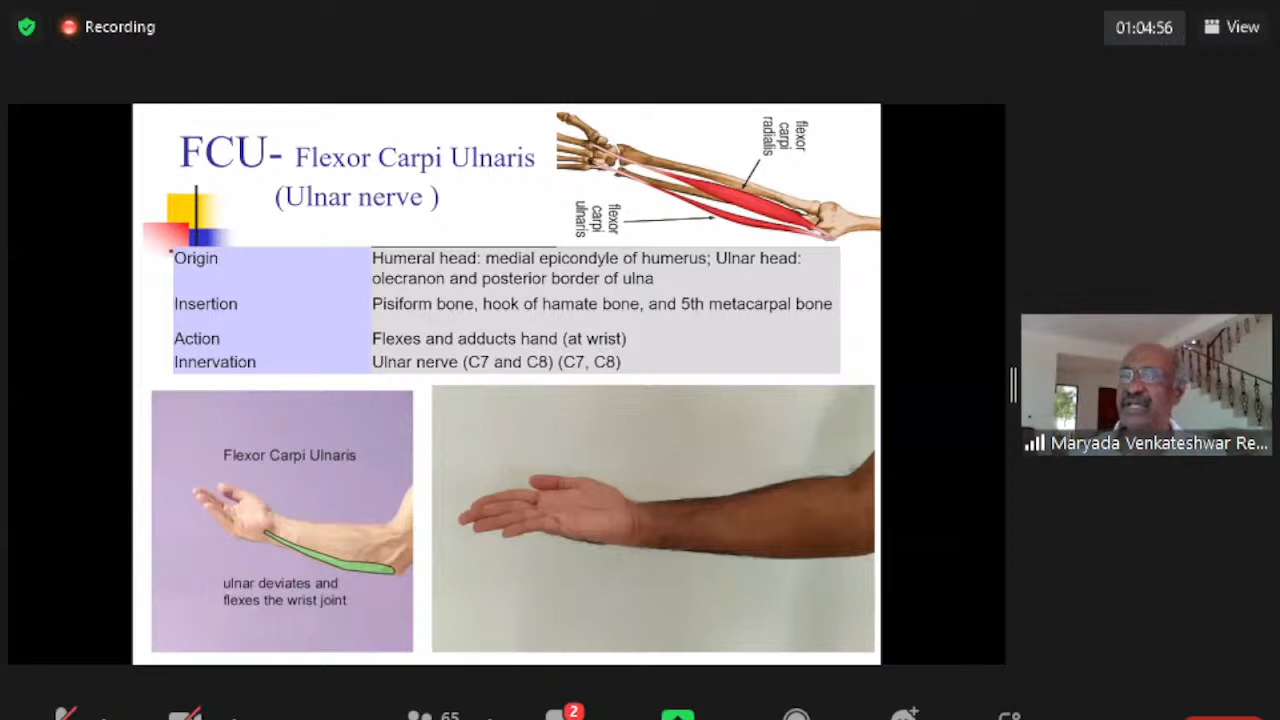 Recording
01:04:56
View
FCU- Flexor Carpi Ulnaris
(Ulnar nerve )
flexor
carpi
radialis
flexor
carpi
ulnaris
Origin
Humeral head: medial epicondyle of humerus; Ulnar head:
olecranon and posterior border of ulna
Insertion
Pisiform bone, hook of hamate bone, and 5th metacarpal bone
Action
Flexes and adducts hand (at wrist)
Innervation
Ulnar nerve (C7 and C8) (C7, C8)
Flexor Carpi Ulnaris
ulnar deviates and
flexes the wrist joint
Maryada Venkateshwar Re...
65
2